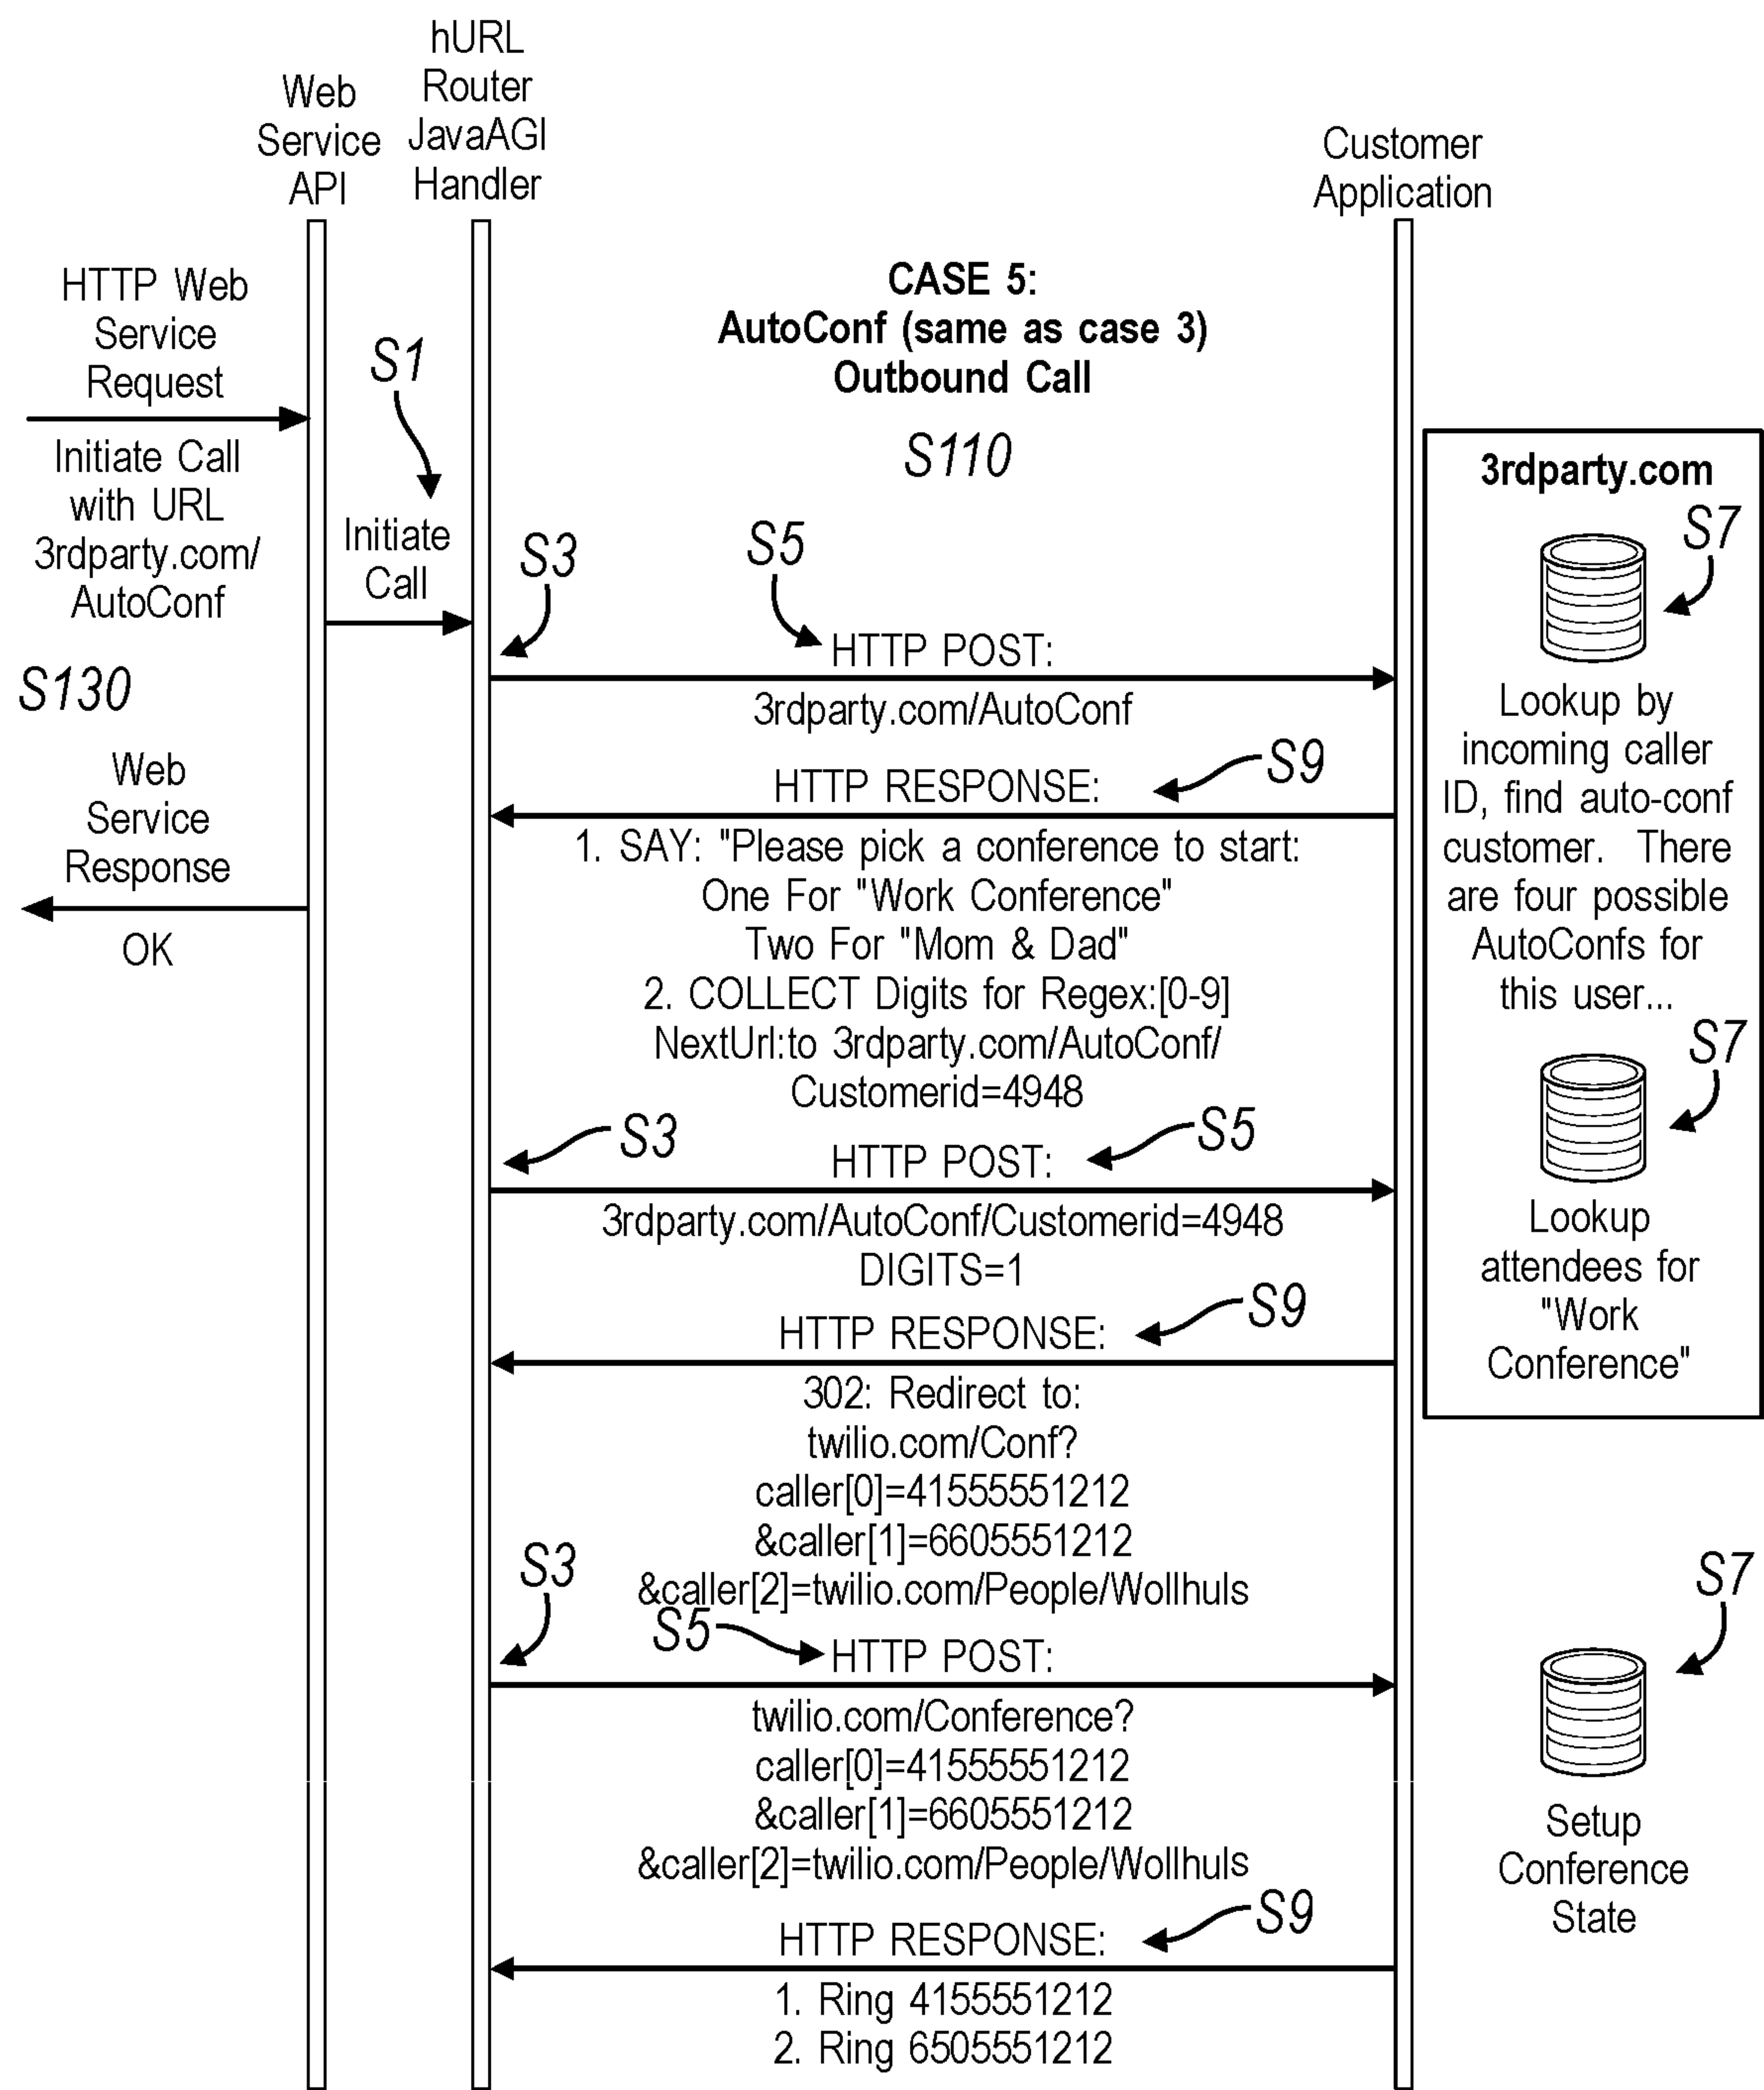 hURL
Router
JavaAGI
Handler
Web
Service
API
Customer
Application
HTTP Web
Service
Request
Initiate Call
with URL
3rdparty.com/
AutoConf
S130
Web
Service
Response
OK
S1
Initiate
Call
CASE 5:
AutoConf (same as case 3)
Outbound Call
S110
S3
S5
HTTP POST:
3rdparty.com/AutoConf
HTTP RESPONSE:
S9
1. SAY: "Please pick a conference to start:
One For "Work Conference"
Two For "Mom & Dad"
2. COLLECT Digits for Regex:[0-9]
NextUrl:to 3rdparty.com/AutoConf/
Customerid=4948
S3
HTTP POST:
S5
3rdparty.com/AutoConf/Customerid=4948
DIGITS=1
HTTP RESPONSE:
S9
302: Redirect to:
twilio.com/Conf?
caller[0]=41555551212
&caller[1]=6605551212
&caller[2]=twilio.com/People/Wollhuls
S3
S5
HTTP POST:
twilio.com/Conference?
caller[0]=41555551212
&caller[1]=6605551212
&caller[2]=twilio.com/People/Wollhuls
HTTP RESPONSE:
S9
1. Ring 4155551212
2. Ring 6505551212
3rdparty.com
S7
Lookup by
incoming caller
ID, find auto-conf
customer. There
are four possible
AutoConfs for
this user...
S7
Lookup
attendees for
"Work
Conference"
S7
Setup
Conference
State